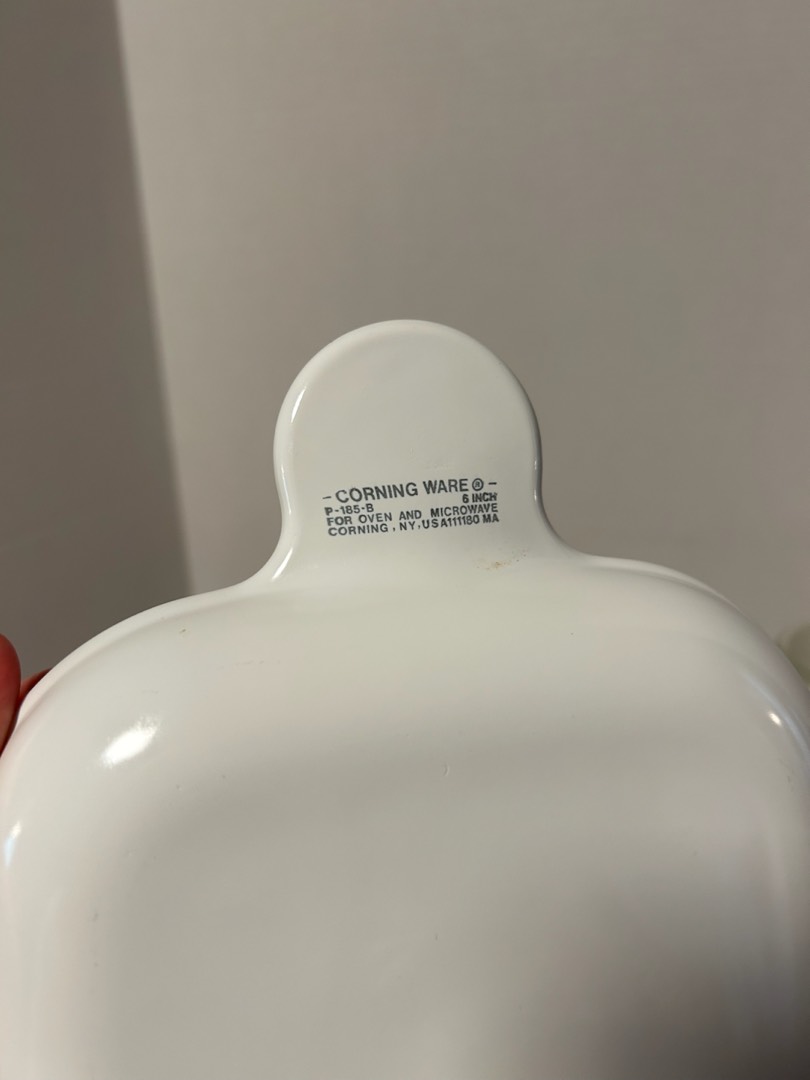 - CORNING WARE ® -
P-185-B 6 INCH
FOR OVEN AND MICROWAVE
CORNING, NY, USA111180 MA